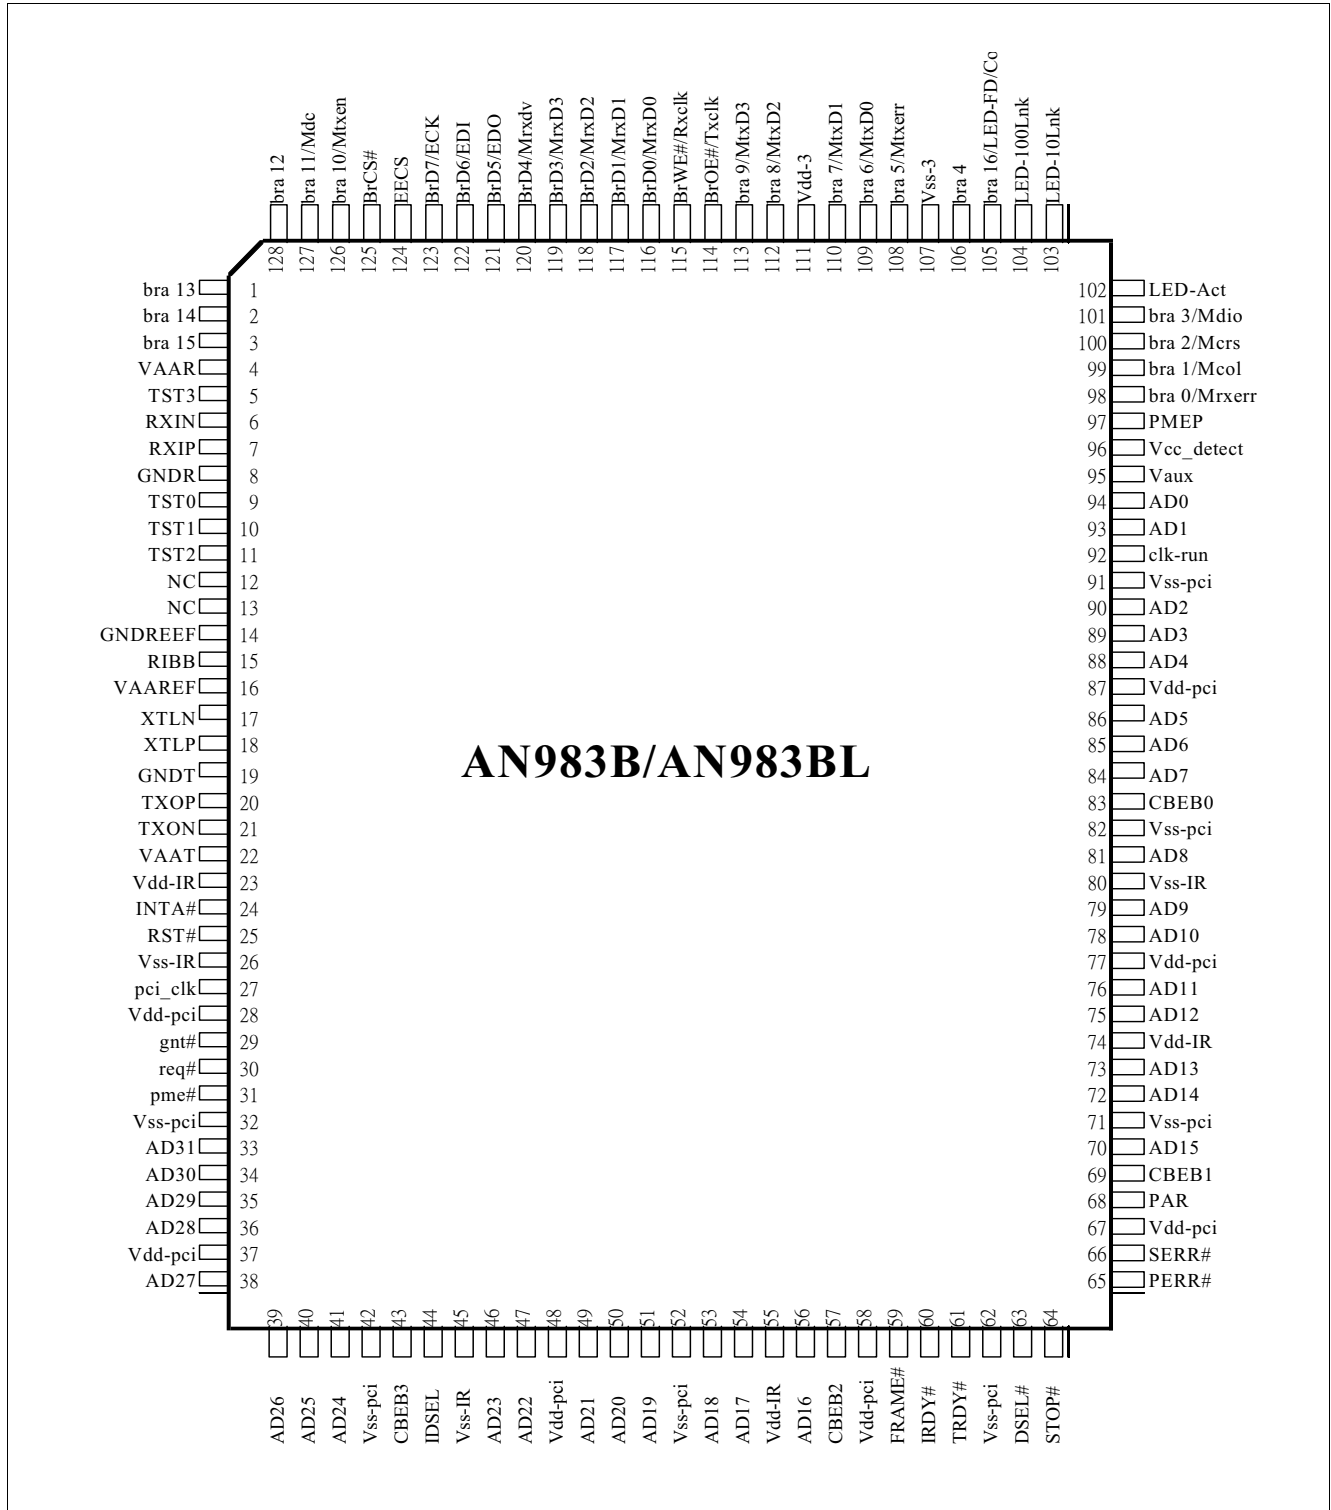 bra 12
bra 11/Mdc
bra 10/Mtxen
BrCS#
EECS
BrD7/ECK
BrD6/EDI
BrD5/EDO
BrD4/Mrxdv
BrD3/MrxD3
BrD2/MrxD2
BrD1/MrxD1
BrD0/MrxD0
BrWE#/Rxclk
BrOE#/Txclk
bra 9/MtxD3
bra 8/MtxD2
Vdd-3
bra 7/MtxD1
bra 6/MtxD0
bra 5/Mtxerr
Vss-3
bra 4
bra 16/LED-FD/Co
LED-100Lnk
LED-10Lnk
128
127
126
125
124
123
122
121
120
119
118
117
116
115
114
113
112
111
110
109
108
107
106
105
104
103
bra 13 1
bra 14 2
bra 15 3
VAAR 4
TST3 5
RXIN 6
RXIP 7
GNDR 8
TST0 9
TST1 10
TST2 11
NC 12
NC 13
GNDREEF 14
RIBB 15
VAAREF 16
XTLN 17
XTLP 18
GNDT 19
TXOP 20
TXON 21
VAAT 22
Vdd-IR 23
INTA# 24
RST# 25
Vss-IR 26
pci_clk 27
Vdd-pci 28
gnt# 29
req# 30
pme# 31
Vss-pci 32
AD31 33
AD30 34
AD29 35
AD28 36
Vdd-pci 37
AD27 38
AN983B/AN983BL
102 LED-Act
101 bra 3/Mdio
100 bra 2/Mcrs
99 bra 1/Mcol
98 bra 0/Mrxerr
97 PMEP
96 Vcc_detect
95 Vaux
94 AD0
93 AD1
92 clk-run
91 Vss-pci
90 AD2
89 AD3
88 AD4
87 Vdd-pci
86 AD5
85 AD6
84 AD7
83 CBEB0
82 Vss-pci
81 AD8
80 Vss-IR
79 AD9
78 AD10
77 Vdd-pci
76 AD11
75 AD12
74 Vdd-IR
73 AD13
72 AD14
71 Vss-pci
70 AD15
69 CBEB1
68 PAR
67 Vdd-pci
66 SERR#
65 PERR#
39
40
41
42
43
44
45
46
47
48
49
50
51
52
53
54
55
56
57
58
59
60
61
62
63
64
AD26
AD25
AD24
Vss-pci
CBEB3
IDSEL
Vss-IR
AD23
AD22
Vdd-pci
AD21
AD20
AD19
Vss-pci
AD18
AD17
Vdd-IR
AD16
CBEB2
Vdd-pci
FRAME#
IRDY#
TRDY#
Vss-pci
DSEL#
STOP#